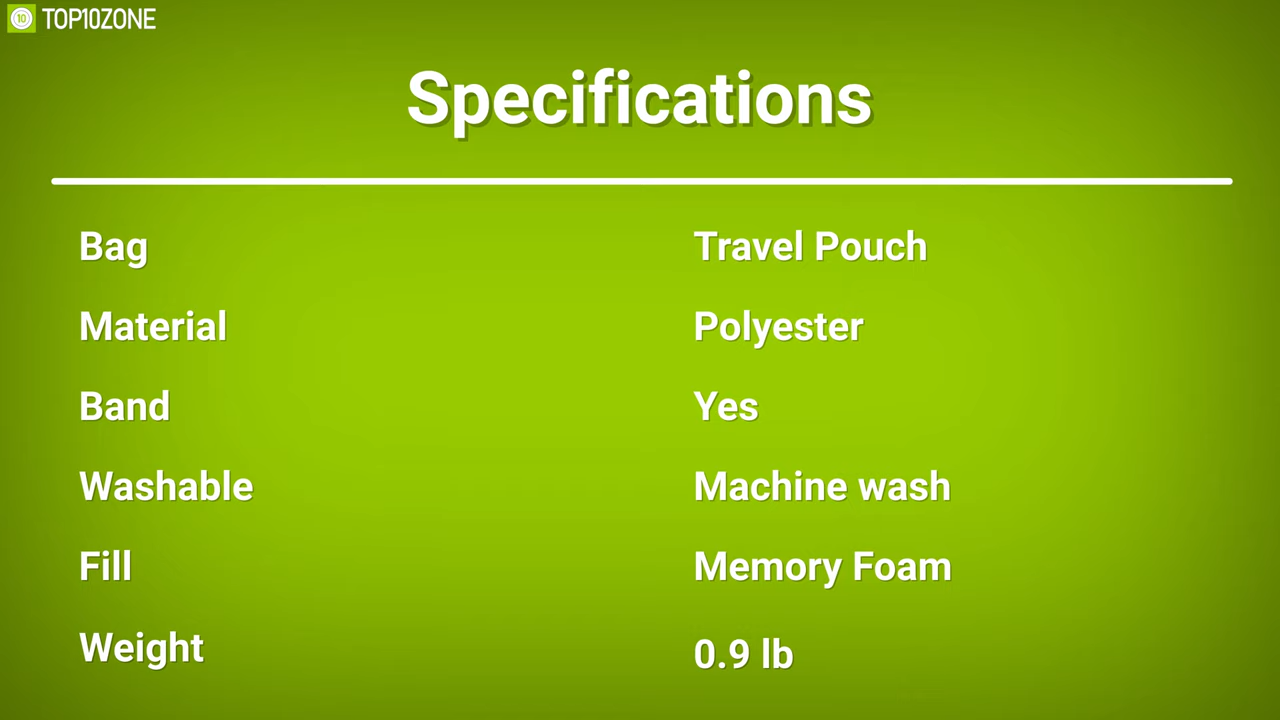 10 TOP10ZONE
Specifications
Bag Travel Pouch
Material Polyester
Band Yes
Washable Machine wash
Fill Memory Foam
Weight 0.9 lb